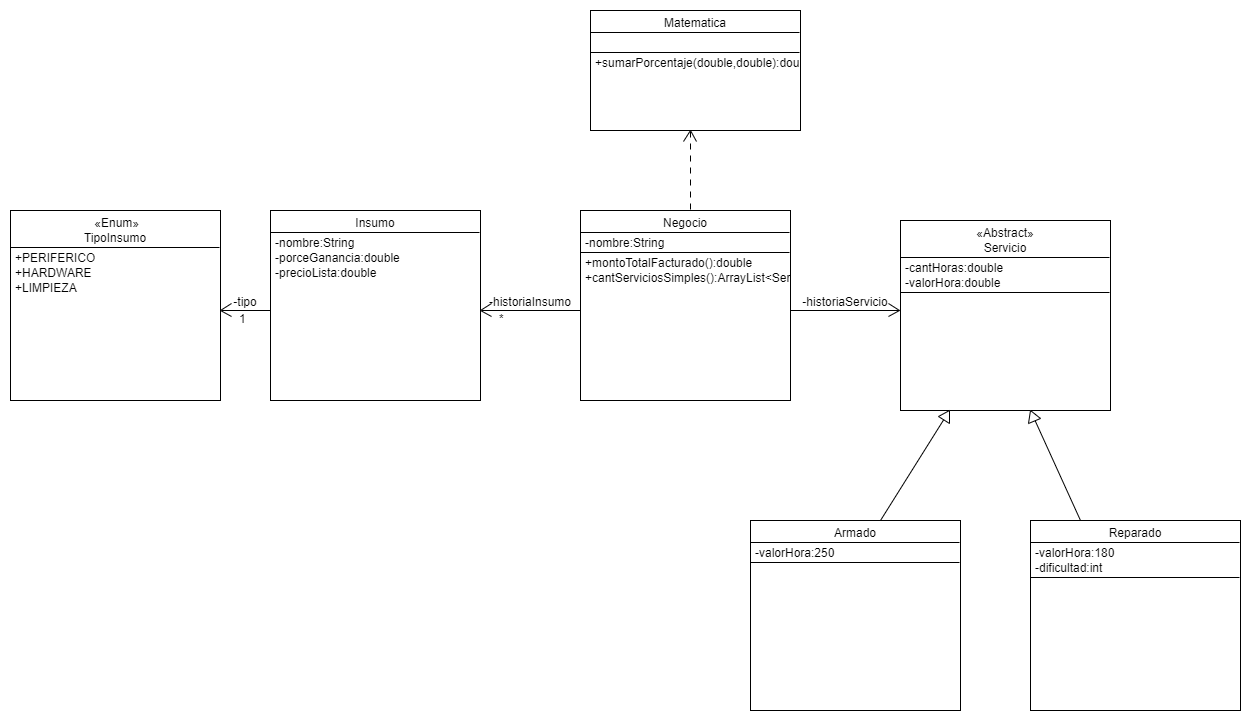 Matematica
+sumarPorcentaje(double,double):dou
«Enum»
TipoInsumo
+PERIFERICO
+HARDWARE
+LIMPIEZA
-tipo
1
Insumo
-nombre:String
-porceGanancia:double
-precioLista:double
-historiaInsumo
*
Negocio
-nombre:String
+montoTotalFacturado():double
+cantServiciosSimples():ArrayList<Ser
-historiaServicio
«Abstract»
Servicio
-cantHoras:double
-valorHora:double
Armado
-valorHora:250
Reparado
-valorHora:180
-dificultad:int